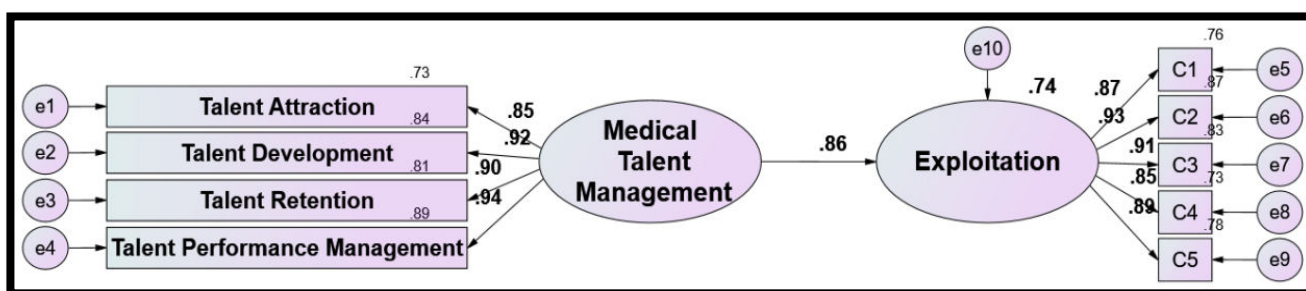 .76
e10
.73
.74
.87
C1
e5
e1
Talent Attraction
.85
.87
.84
.92
Medical
Talent
Management
.93
C2
e6
e2
Talent Development
.86
Exploitation
.83
.81
.90
.91
C3
e7
e3
Talent Retention
.94
.85
.73
.89
.89
C4
e8
.78
e4
Talent Performance Management
C5
e9